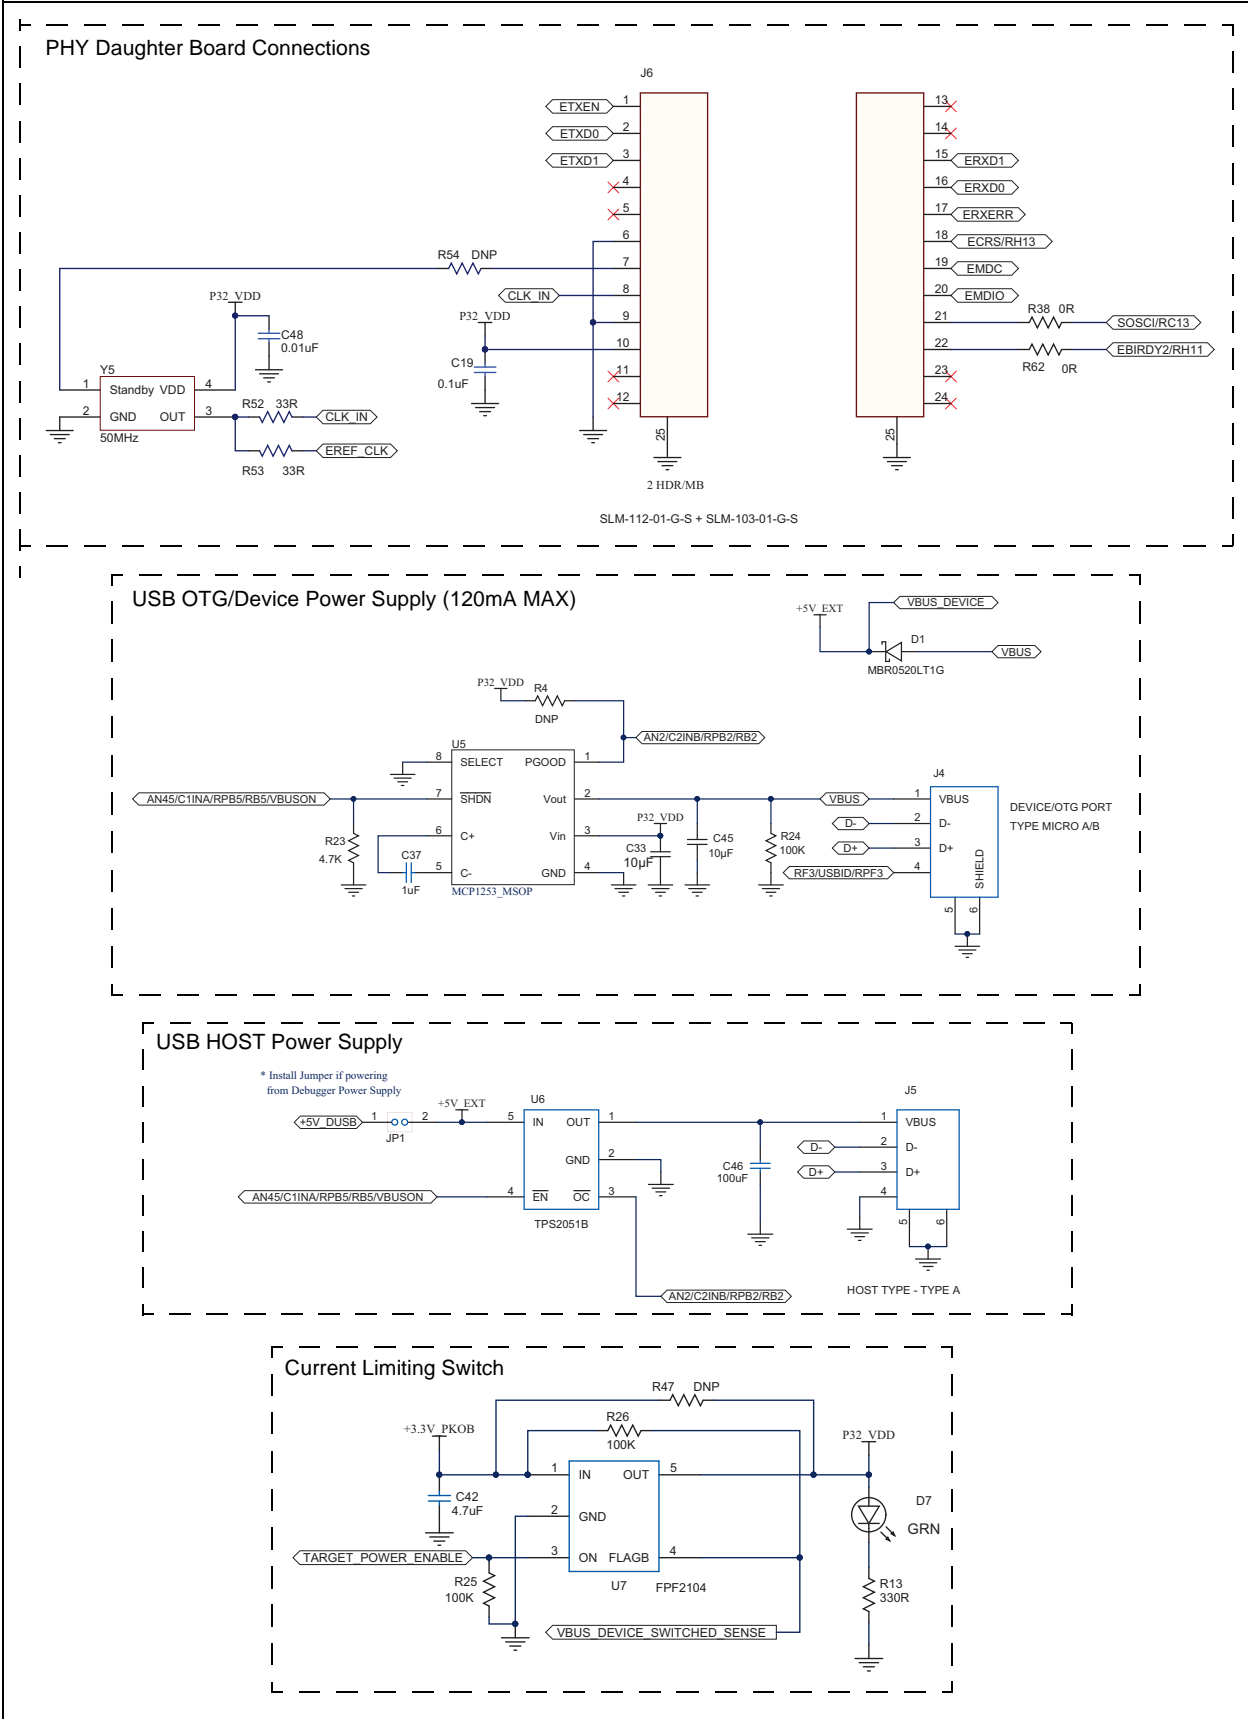 PHY Daughter Board Connections
J6
ETXEN 1
ETXD0 2
ETXD1 3
4
5
6
R54 DNP 7
CLK_IN 8
9
P32_VDD 10
C19
0.1uF
11
12
25
2 HDR/MB
13
14
15 ERXD1
16 ERXD0
17 ERXERR
18 ECRS/RH13
19 EMDC
20 EMDIO
21 R38 0R SOSCI/RC13
22 EBIRDY2/RH11
R62 0R
23
24
25
P32_VDD
C48
0.01uF
Y5
1 Standby VDD 4
2 GND OUT 3
50MHz
R52 33R CLK_IN
EREF_CLK
R53 33R
SLM-112-01-G-S + SLM-103-01-G-S
USB OTG/Device Power Supply (120mA MAX)
+5V_EXT
VBUS_DEVICE
D1
VBUS
MBR0520LT1G
P32_VDD R4
DNP
AN2/C2INB/RPB2/RB2
U5
8 SELECT PGOOD 1
AN45/C1INA/RPB5/RB5/VBUSON 7 SHDN Vout 2
R23
4.7K
6 C+ Vin 3
C37
1uF
5 C- GND 4
MCP1253_MSOP
P32_VDD
C33
10µF
C45
10µF
R24
100K
J4
VBUS 1 VBUS
D- 2 D-
D+ 3 D+
RF3/USBID/RPF3 4
SHIELD
5 6
DEVICE/OTG PORT
TYPE MICRO A/B
USB HOST Power Supply
* Install Jumper if powering
from Debugger Power Supply
+5V_DUSB 1 2
JP1
+5V_EXT
U6
5 IN OUT 1
GND 2
AN45/C1INA/RPB5/RB5/VBUSON 4 EN OC 3
TPS2051B
AN2/C2INB/RPB2/RB2
C46
100uF
J5
1 VBUS
D- 2 D-
D+ 3 D+
4
5 6
HOST TYPE - TYPE A
Current Limiting Switch
R47 DNP
R26
100K
+3.3V_PKOB
C42
4.7uF
1 IN OUT 5
2 GND
TARGET_POWER_ENABLE 3 ON FLAGB 4
U7 FPF2104
R25
100K
VBUS_DEVICE_SWITCHED_SENSE
P32_VDD
D7
GRN
R13
330R